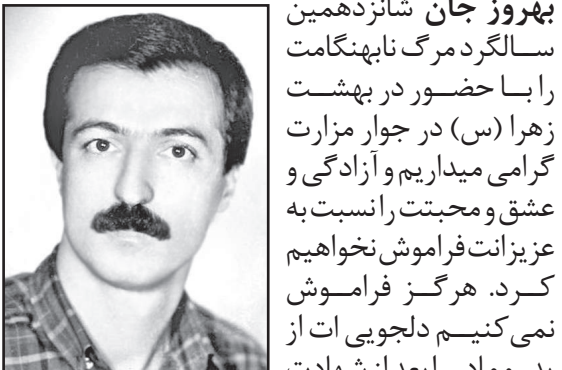 بهروز جان شانزدهمین
سالگرد مرگ نابهنگامت
را با حضور در بهشت
زهرا (س) در جوار مزارت
گرامی میداریم و آزادگی و
عشق و محبتت را نسبت به
عزیزانت فراموش نخواهیم
کرد. هرگز فراموش
نمی‌کنیم دلجویی ات از